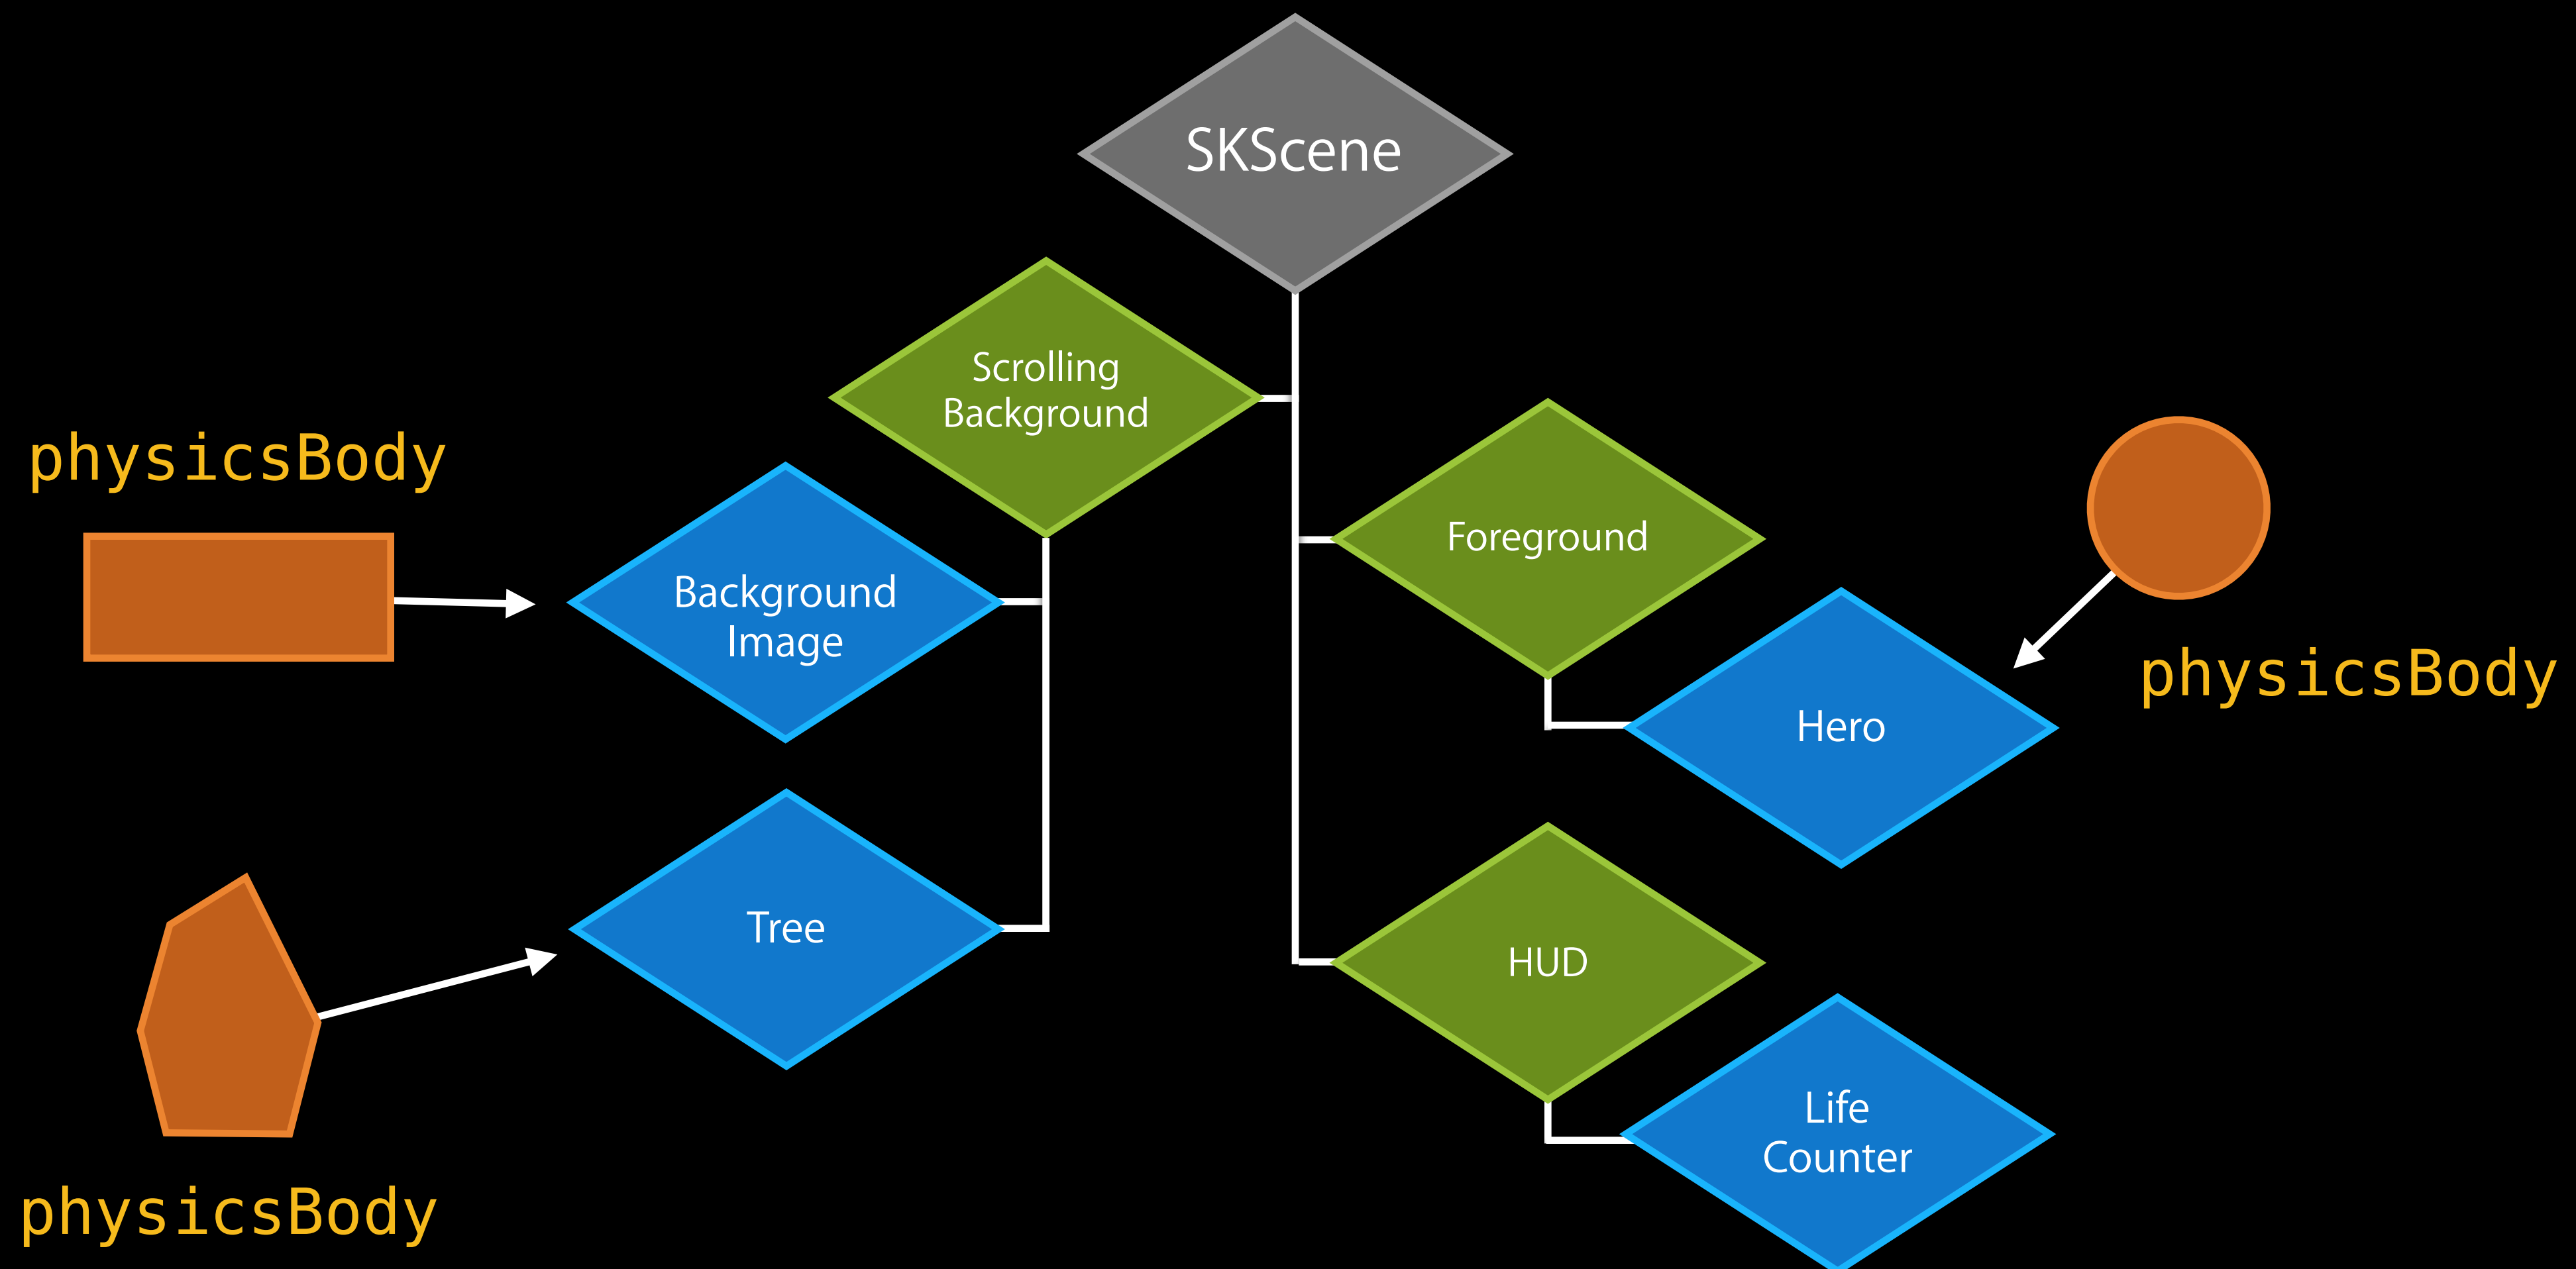 SKScene
Scrolling
Background
physicsBody
Background
Image
Foreground
physicsBody
Hero
Tree
HUD
Life
Counter
physicsBody